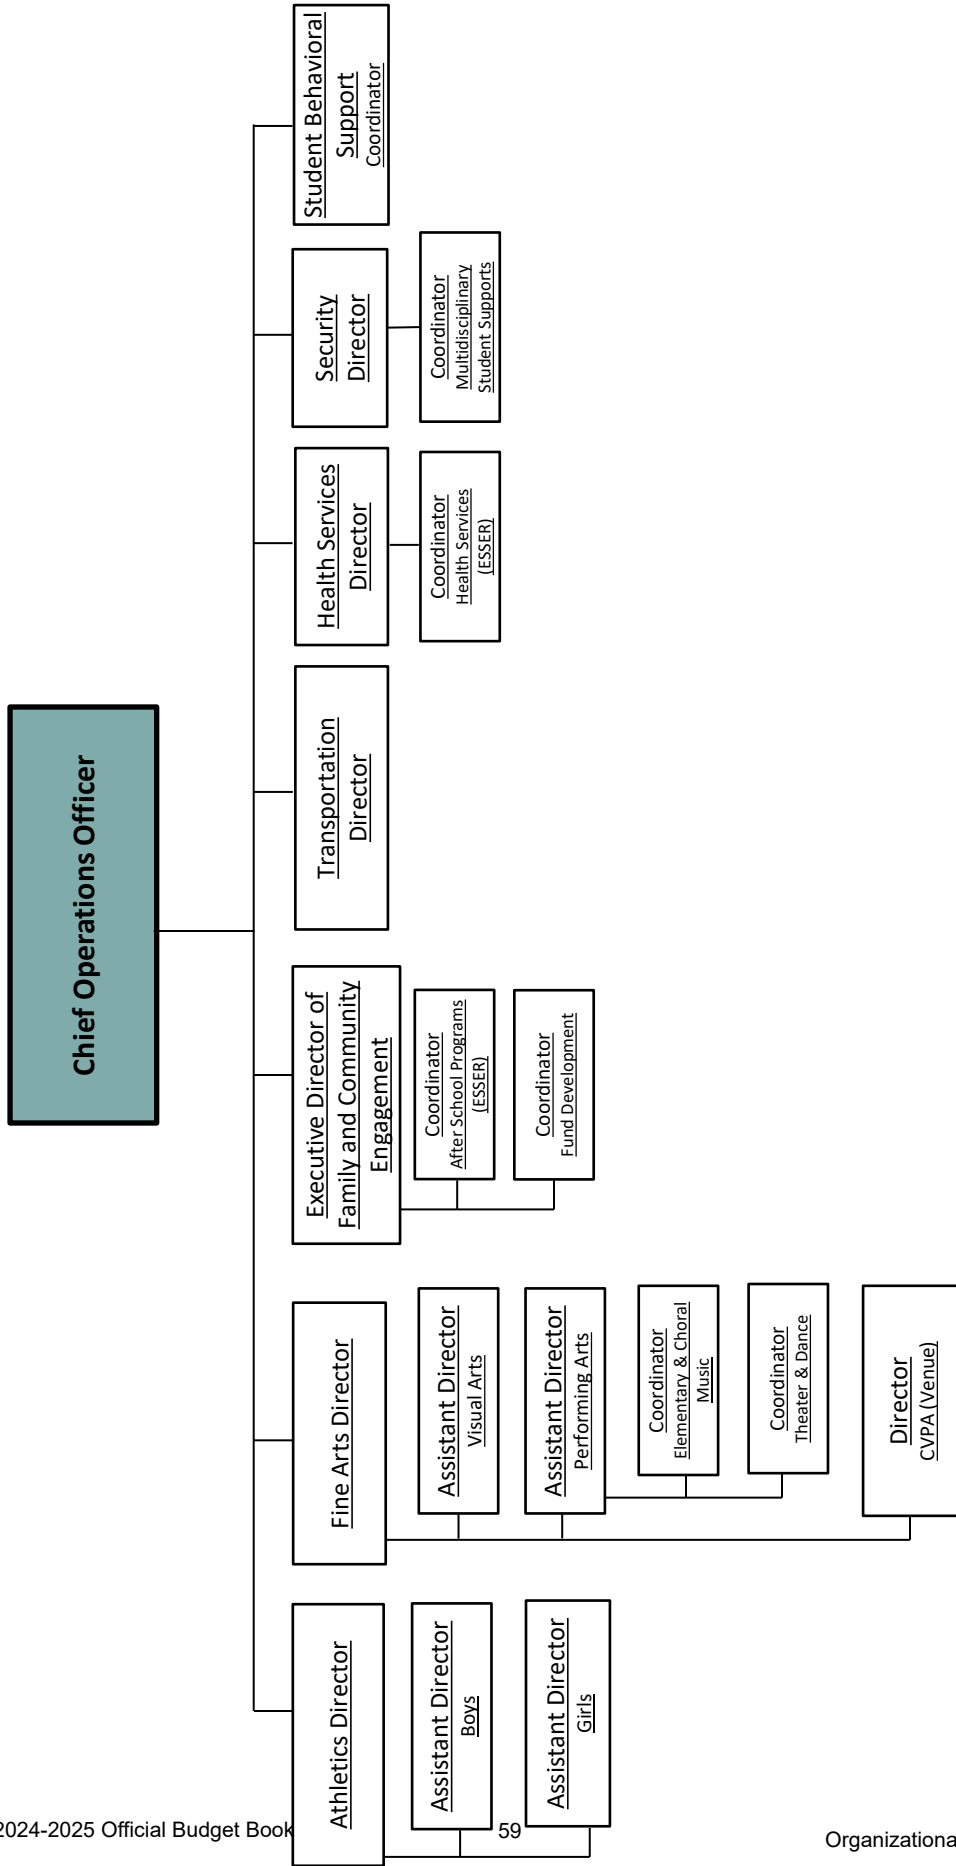 Chief Operations Officer
Athletics Director
Assistant Director
Boys
Assistant Director
Girls
Fine Arts Director
Assistant Director
Visual Arts
Assistant Director
Performing Arts
Coordinator
Elementary & Choral
Music
Coordinator
Theater & Dance
Director
CVPA (Venue)
Executive Director of
Family and Community
Engagement
Coordinator
After School Programs
(ESSER)
Coordinator
Fund Development
Transportation
Director
Health Services
Director
Coordinator
Health Services
(ESSER)
Security
Director
Coordinator
Multidisciplinary
Student Supports
Student Behavioral
Support
Coordinator
2024-2025 Official Budget Book
59
Organizationa